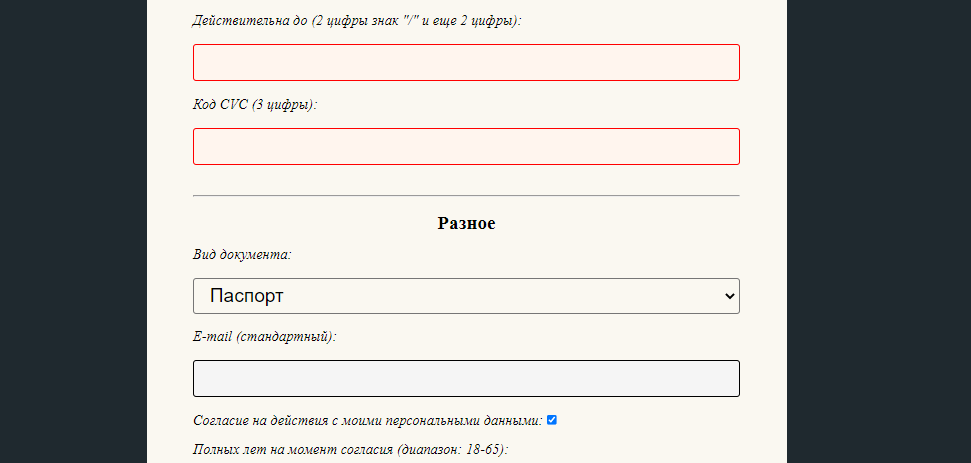 Действительна до (2 цифры знак "/" и еще 2 цифры):
Код CVC (3 цифры):
Разное
Вид документа:
Паспорт
E-mail (стандартный):
Согласие на действия с моими персональными данными:
Полных лет на момент согласия (диапазон: 18-65):